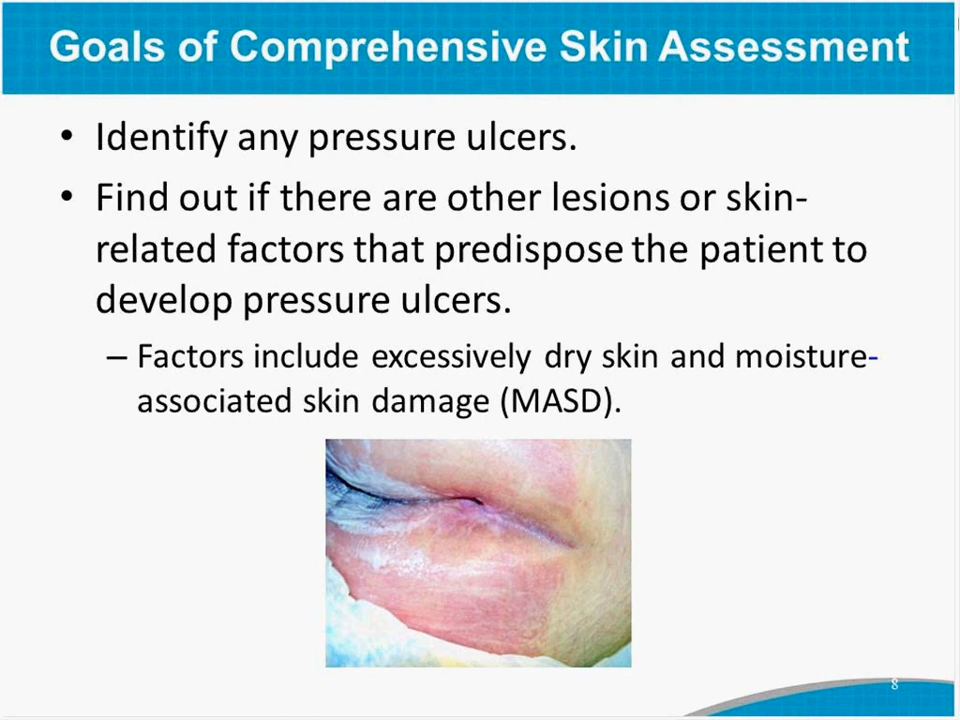 Goals of Comprehensive Skin Assessment
• Identify any pressure ulcers.
• Find out if there are other lesions or skin-
related factors that predispose the patient to
develop pressure ulcers.
– Factors include excessively dry skin and moisture-
associated skin damage (MASD).
8